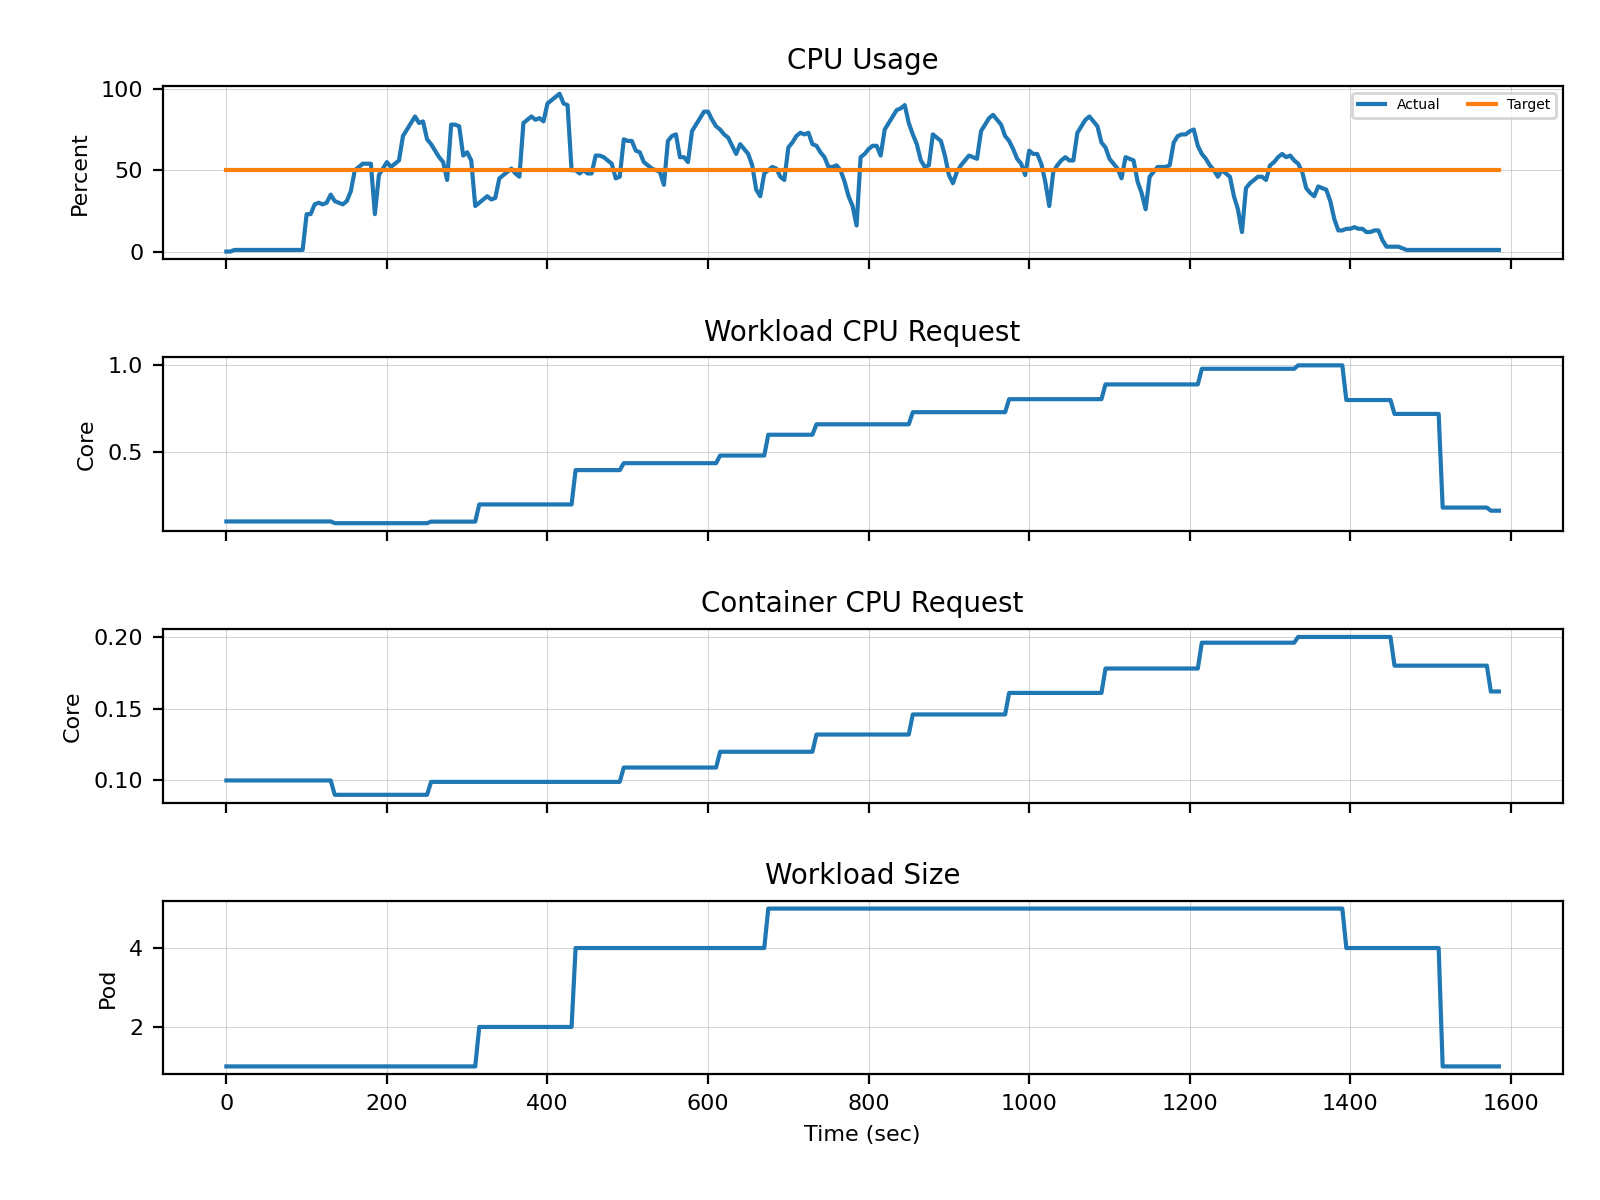 CPU Usage
Percent
100
50
0
Actual
Target
Workload CPU Request
Core
1.0
0.5
Container CPU Request
Core
0.20
0.15
0.10
Workload Size
Pod
4
2
0 200 400 600 800 1000 1200 1400 1600
Time (sec)